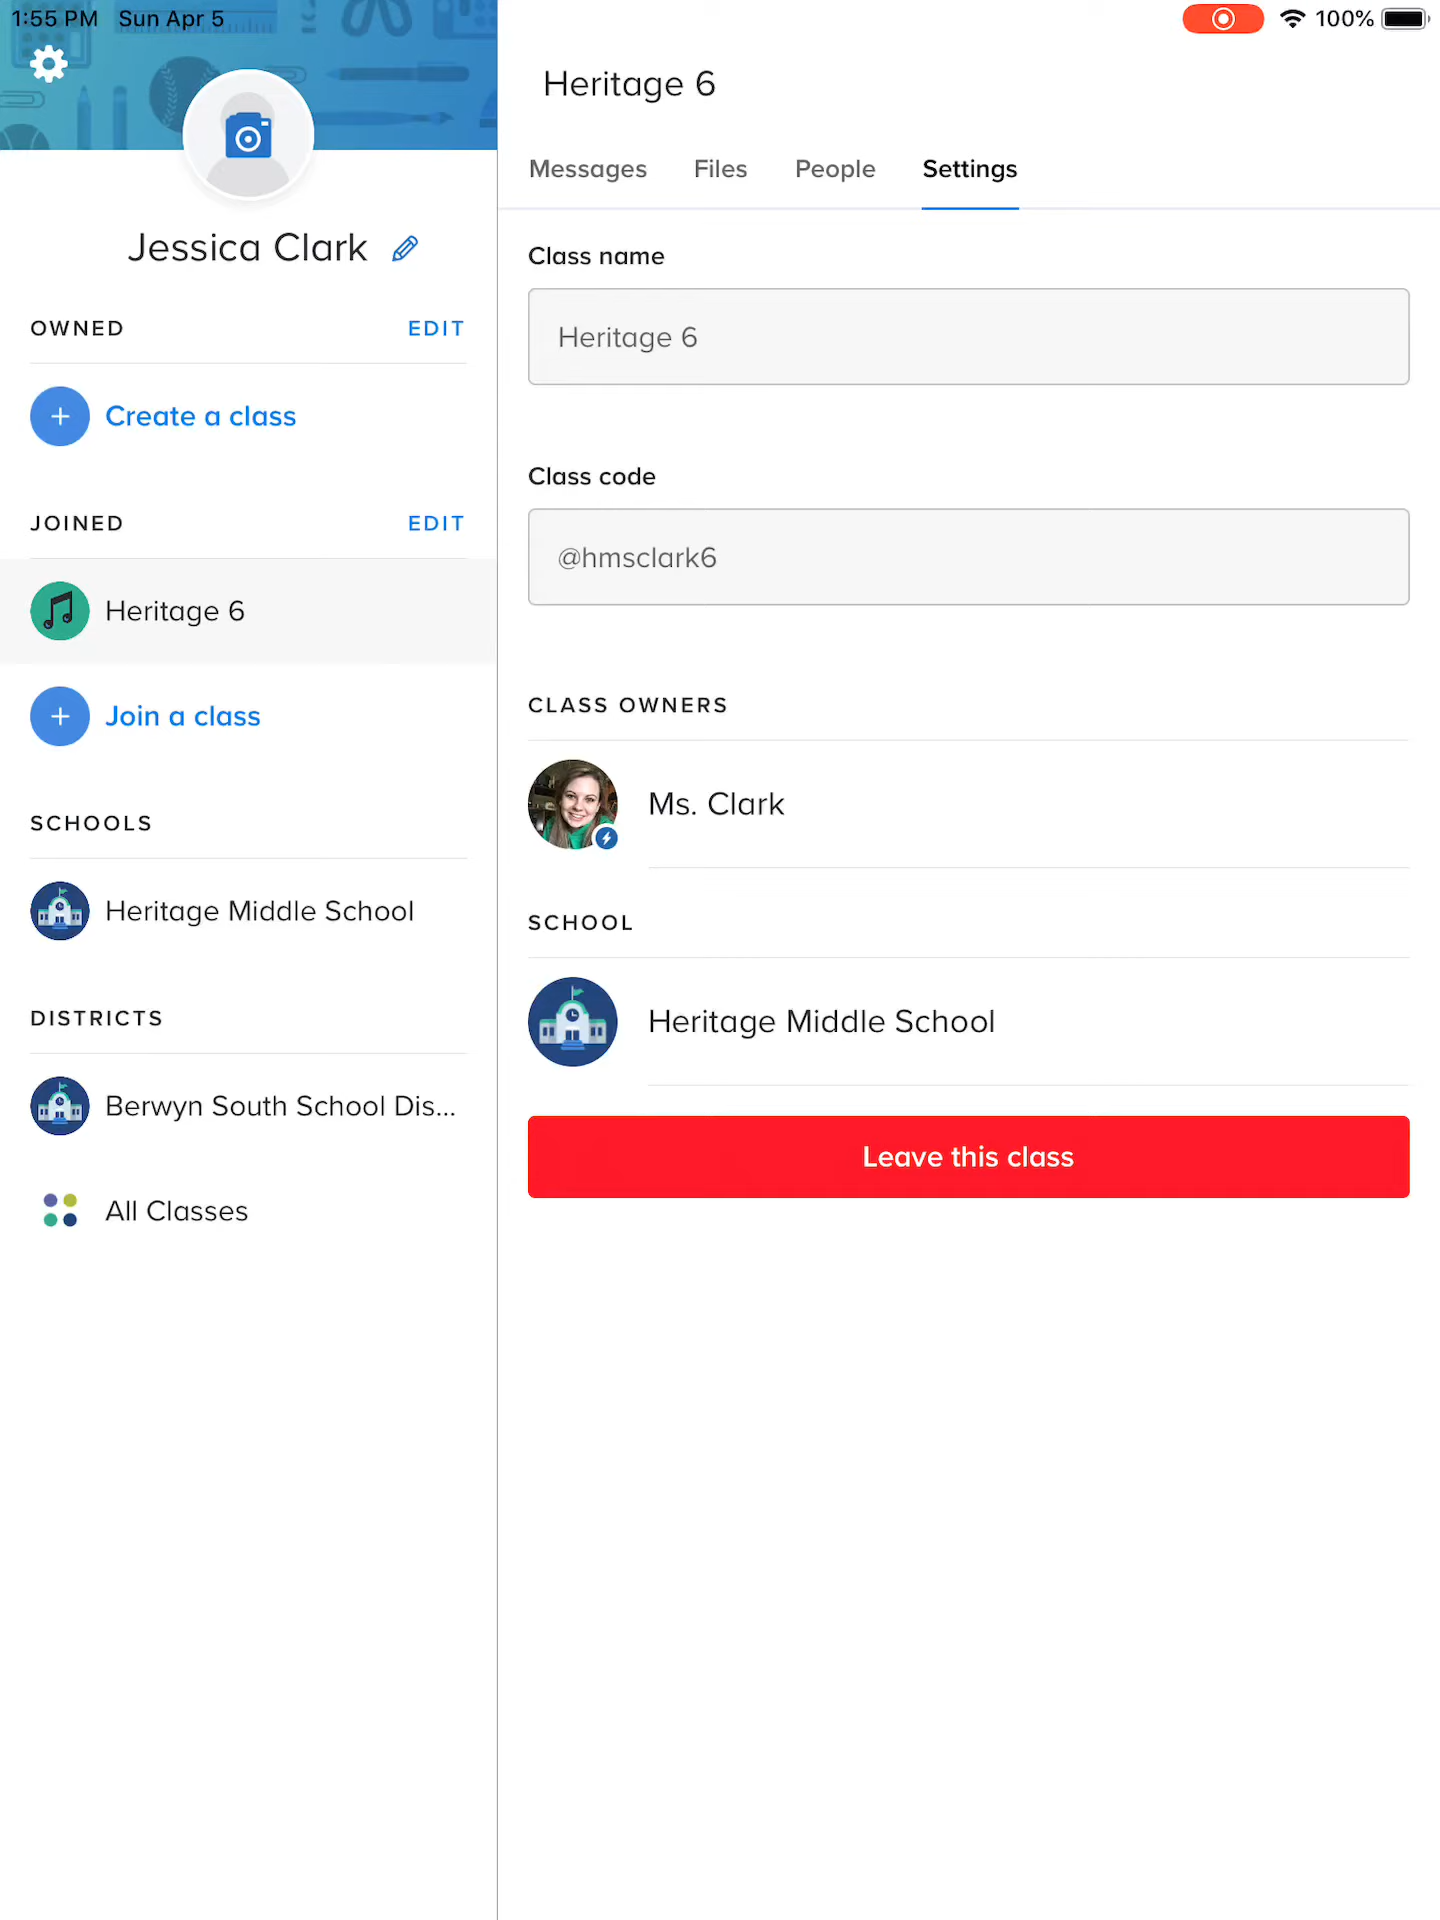 1:55 PM Sun Apr 5
100%
Jessica Clark
OWNED EDIT
Create a class
JOINED EDIT
Heritage 6
Join a class
SCHOOLS
Heritage Middle School
DISTRICTS
Berwyn South School Dis...
All Classes
Heritage 6
Messages Files People Settings
Class name
Heritage 6
Class code
@hmsclark6
CLASS OWNERS
Ms. Clark
SCHOOL
Heritage Middle School
Leave this class